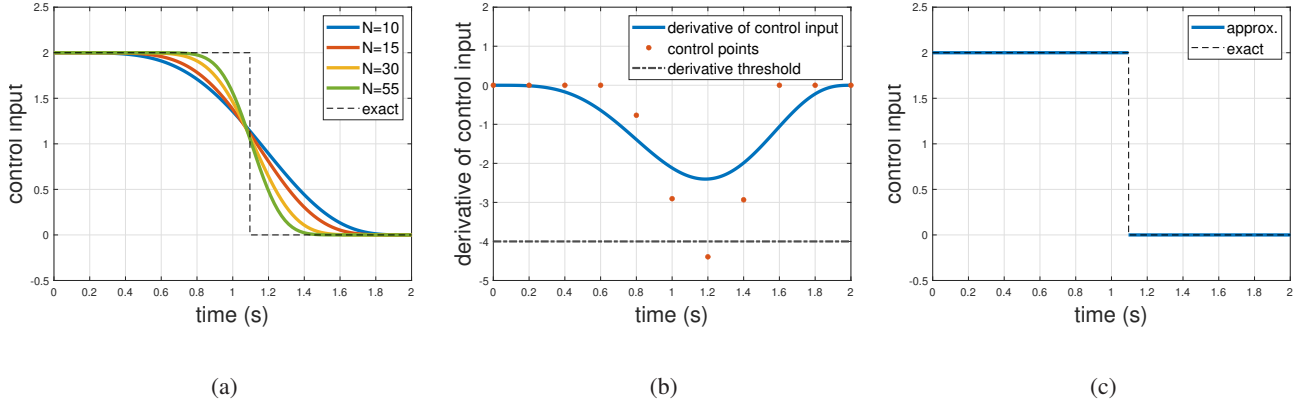 2.5
2
1.5
1
0.5
0
-0.5
0 0.2 0.4 0.6 0.8 1 1.2 1.4 1.6 1.8 2
control input
time (s)
N=10
N=15
N=30
N=55
exact
(a)
2
1
0
-1
-2
-3
-4
5
0 0.2 0.4 0.6 0.8 1 1.2 1.4 1.6 1.8 2
derivative of control input
time (s)
derivative of control input
control points
derivative threshold
(b)
2.5
2
1.5
1
0.5
0
-0.5
0 0.2 0.4 0.6 0.8 1 1.2 1.4 1.6 1.8 2
control input
time (s)
approx.
exact
(c)